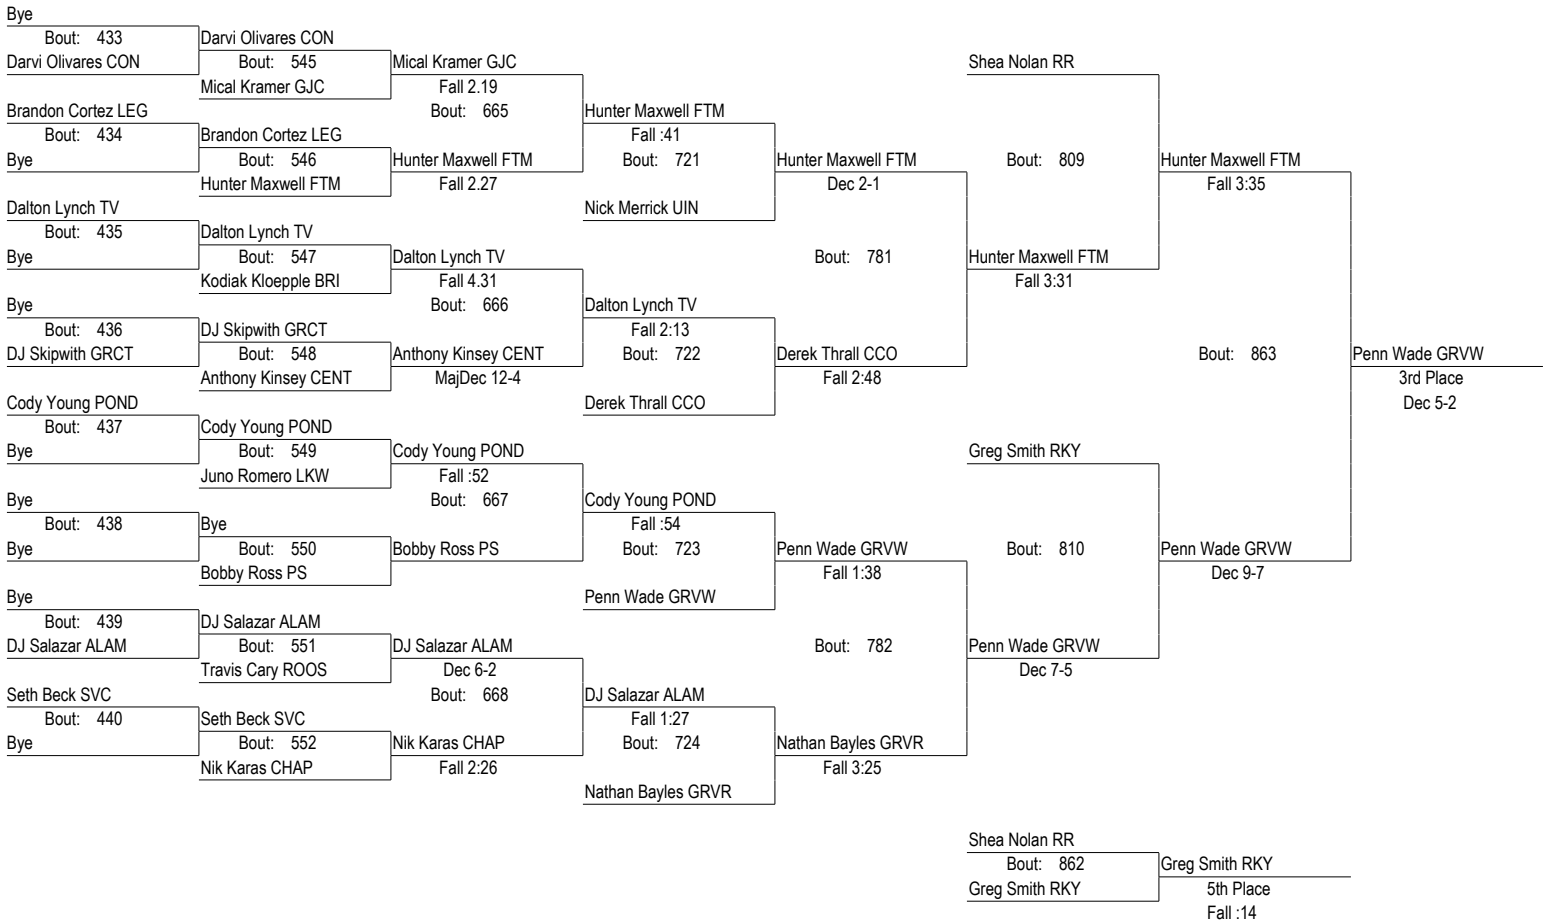 Bye
Bout: 433 Darvi Olivares CON
Darvi Olivares CON Bout: 545 Mical Kramer GJC Shea Nolan RR
Mical Kramer GJC Fall 2.19
Brandon Cortez LEG Bout: 665 Hunter Maxwell FTM
Bout: 434 Brandon Cortez LEG Fall :41
Bye Bout: 546 Hunter Maxwell FTM Bout: 721 Hunter Maxwell FTM Bout: 809 Hunter Maxwell FTM
Hunter Maxwell FTM Fall 2.27 Dec 2-1 Fall 3:35
Dalton Lynch TV Nick Merrick UIN
Bout: 435 Dalton Lynch TV
Bye Bout: 547 Dalton Lynch TV Bout: 781 Hunter Maxwell FTM
Kodiak Kloepple BRI Fall 4.31 Fall 3:31
Bye Bout: 666 Dalton Lynch TV
Bout: 436 DJ Skipwith GRCT Fall 2:13
DJ Skipwith GRCT Bout: 548 Anthony Kinsey CENT Bout: 722 Derek Thrall CCO Bout: 863 Penn Wade GRVW
Anthony Kinsey CENT MajDec 12-4 Fall 2:48 3rd Place
Cody Young POND Derek Thrall CCO Dec 5-2
Bout: 437 Cody Young POND
Bye Bout: 549 Cody Young POND Greg Smith RKY
Juno Romero LKW Fall :52
Bye Bout: 667 Cody Young POND
Bout: 438 Bye Fall :54
Bye Bout: 550 Bobby Ross PS Bout: 723 Penn Wade GRVW Bout: 810 Penn Wade GRVW
Bobby Ross PS Fall 1:38 Dec 9-7
Bye Penn Wade GRVW
Bout: 439 DJ Salazar ALAM
DJ Salazar ALAM Bout: 551 DJ Salazar ALAM Bout: 782 Penn Wade GRVW
Travis Cary ROOS Dec 6-2 Dec 7-5
Seth Beck SVC Bout: 668 DJ Salazar ALAM
Bout: 440 Seth Beck SVC Fall 1:27
Bye Bout: 552 Nik Karas CHAP Bout: 724 Nathan Bayles GRVR
Nik Karas CHAP Fall 2:26 Fall 3:25
Nathan Bayles GRVR
Shea Nolan RR
Bout: 862 Greg Smith RKY
Greg Smith RKY 5th Place
Fall :14